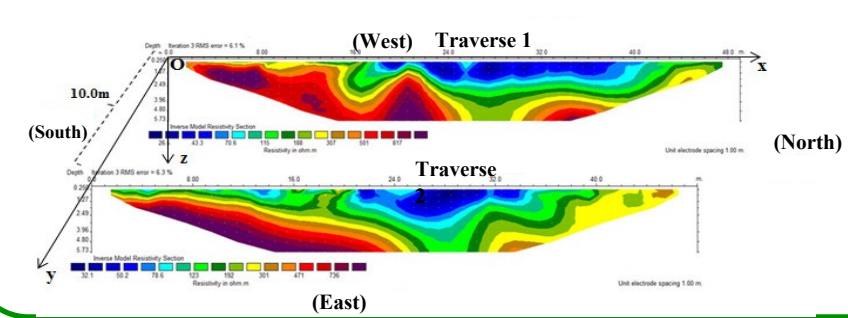 (West) Traverse 1
Depth Iteration 3 RMS error = 6.1 %
0.0 8.00 16.0 24.0 32.0 40.0 48.0 m.
x
O
0.250
1.27
2.49
3.96
4.80
5.73
10.0m
(South)
(North)
Inverse Model Resistivity Section
43.3 70.6 115 188 307 501 817
Resistivity in ohm.m
Unit electrode spacing 1.00 m.
z
Traverse
2
Depth Iteration 3 RMS error = 6.3 %
0.0 8.00 16.0 24.0 32.0 40.0 m.
0.250
1.27
2.49
3.96
4.80
5.73
y
Inverse Model Resistivity Section
32.1 50.2 78.6 123 192 301 471 736
Resistivity in ohm.m
Unit electrode spacing 1.00 m.
(East)